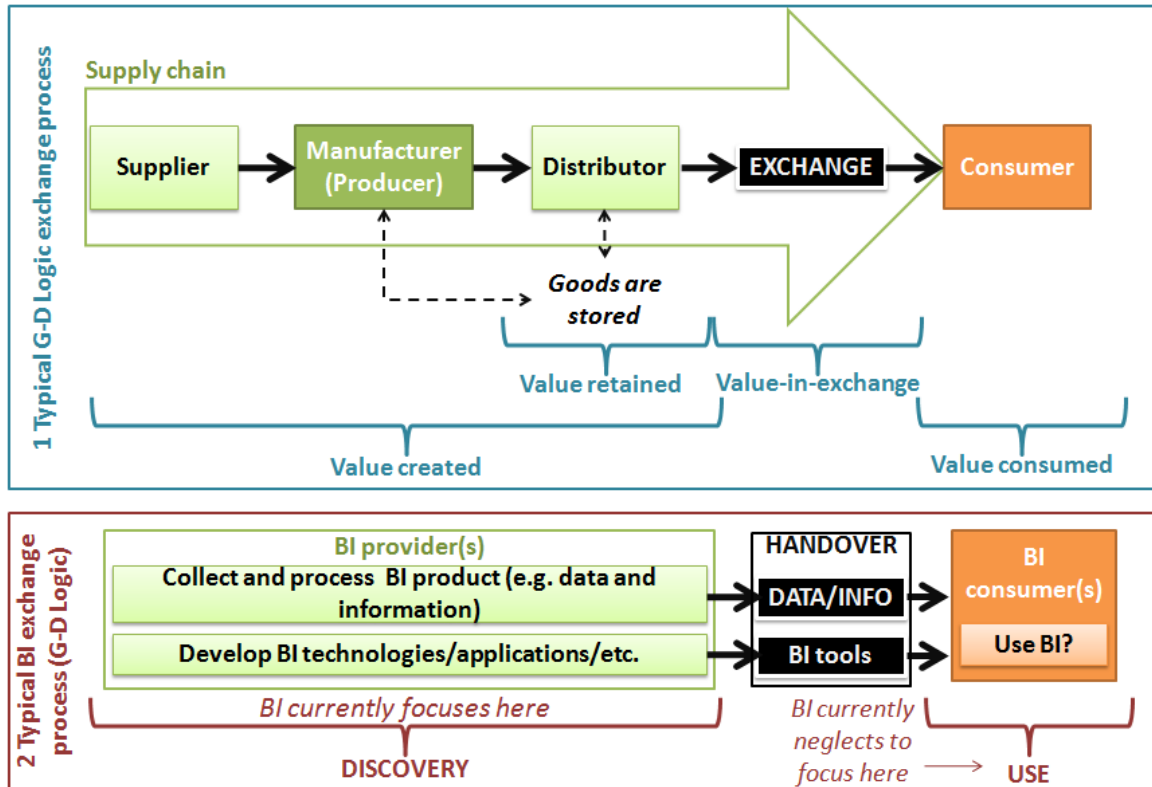 1 Typical G-D Logic exchange process
Supply chain
Supplier
Manufacturer
(Producer)
Distributor
EXCHANGE
Consumer
Goods are
stored
Value retained
Value-in-exchange
Value created
Value consumed
2 Typical BI exchange
process (G-D Logic)
BI provider(s)
Collect and process BI product (e.g. data and
information)
Develop BI technologies/applications/etc.
HANDOVER
DATA/INFO
BI tools
BI
consumer(s)
Use BI?
BI currently focuses here
DISCOVERY
BI currently
neglects to
focus here
USE